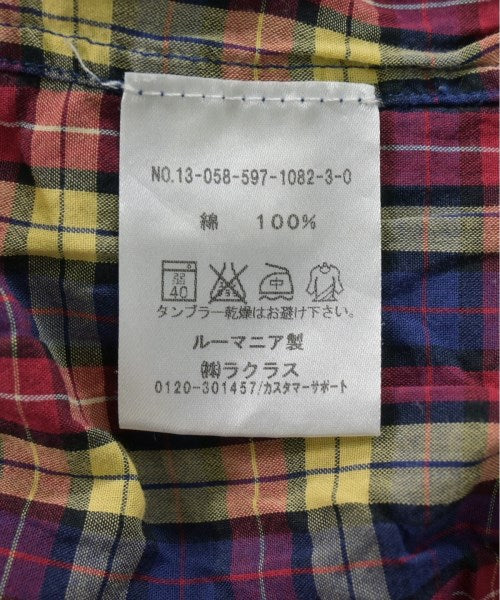 NO.13-058-597-1082-3-0
綿 100%
40 中
タンブラー乾燥はお避け下さい。
ルーマニア製
㈱ラクラス
0120-301457/カスタマーサポート